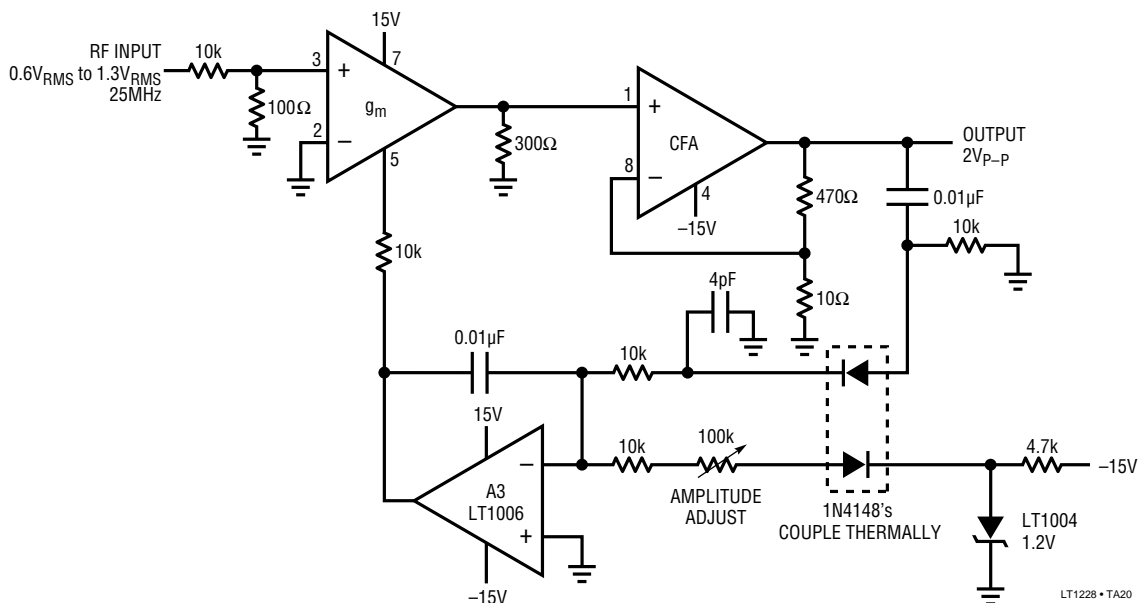 15V
RF INPUT
0.6VRMS to 1.3VRMS
25MHz
10k
3
+
7
gm
100Ω
2
–
5
300Ω
1
+
CFA
8
–
4
–15V
OUTPUT
2VP–P
470Ω
0.01µF
10k
10k
10Ω
4pF
0.01µF
10k
15V
–
A3
LT1006
+
–15V
10k
100k
AMPLITUDE
ADJUST
1N4148's
COUPLE THERMALLY
4.7k
–15V
LT1004
1.2V
LT1228 • TA20